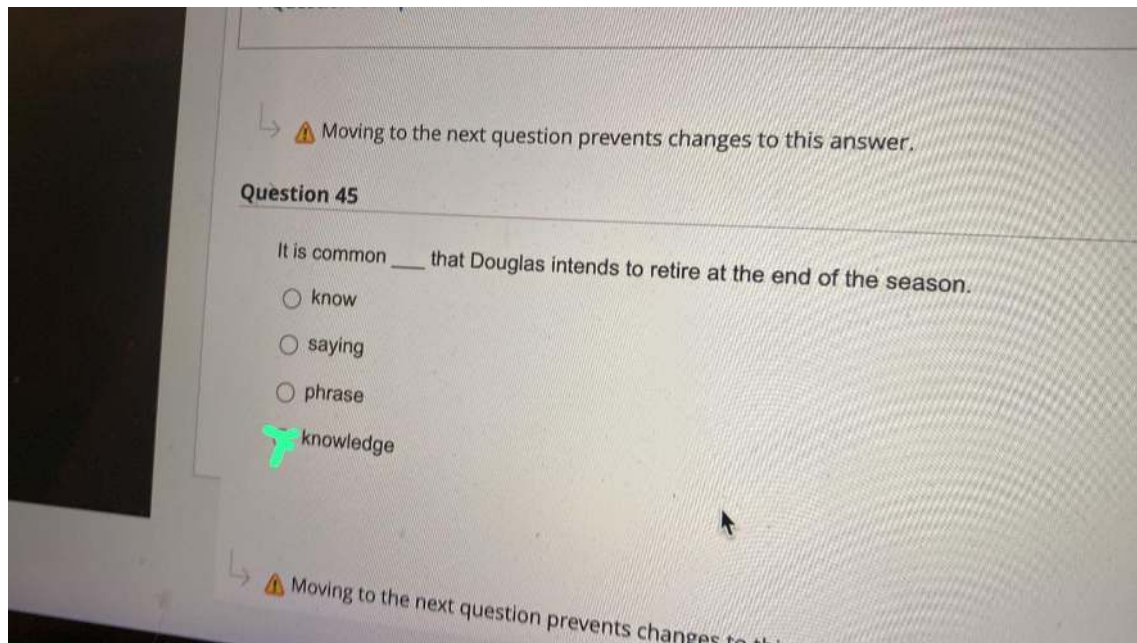 Moving to the next question prevents changes to this answer.
Question 45
It is common ___ that Douglas intends to retire at the end of the season.
know
saying
phrase
knowledge
Moving to the next question prevents changes to